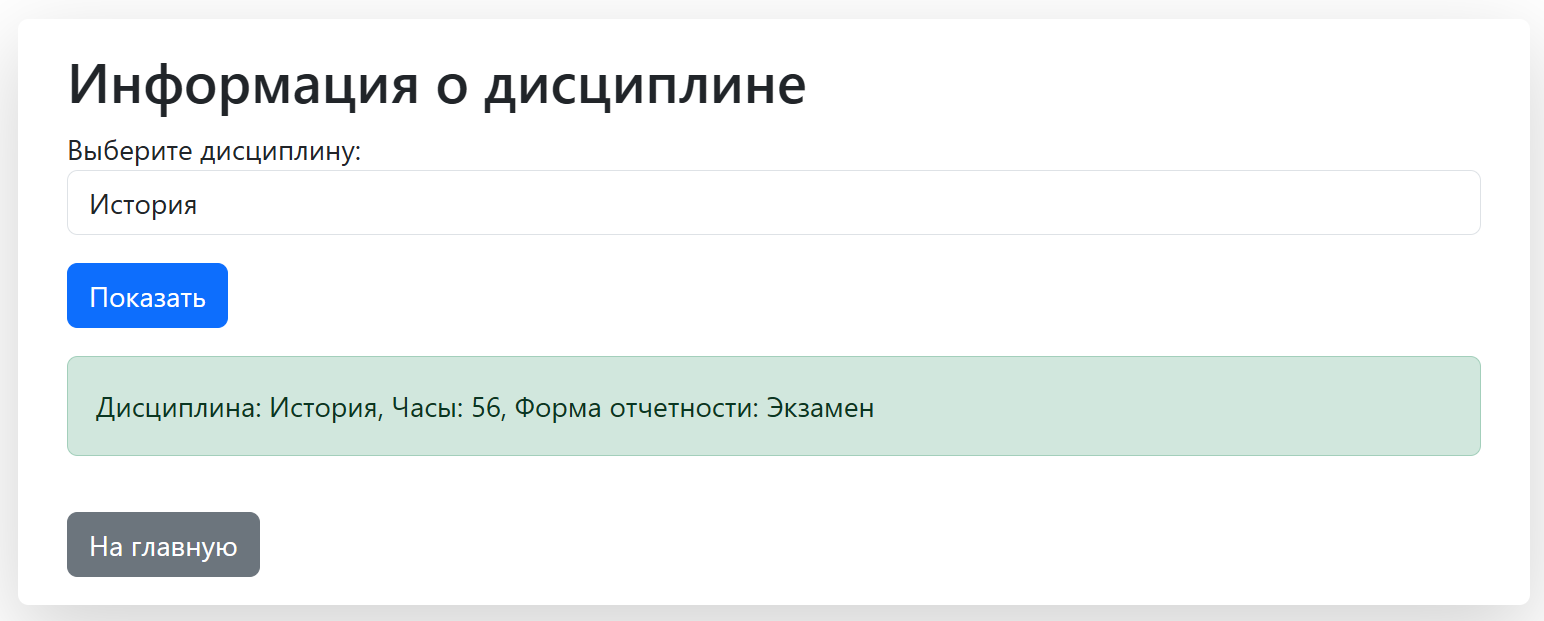 Информация о дисциплине
Выберите дисциплину:
История
Показать
Дисциплина: История, Часы: 56, Форма отчетности: Экзамен
На главную